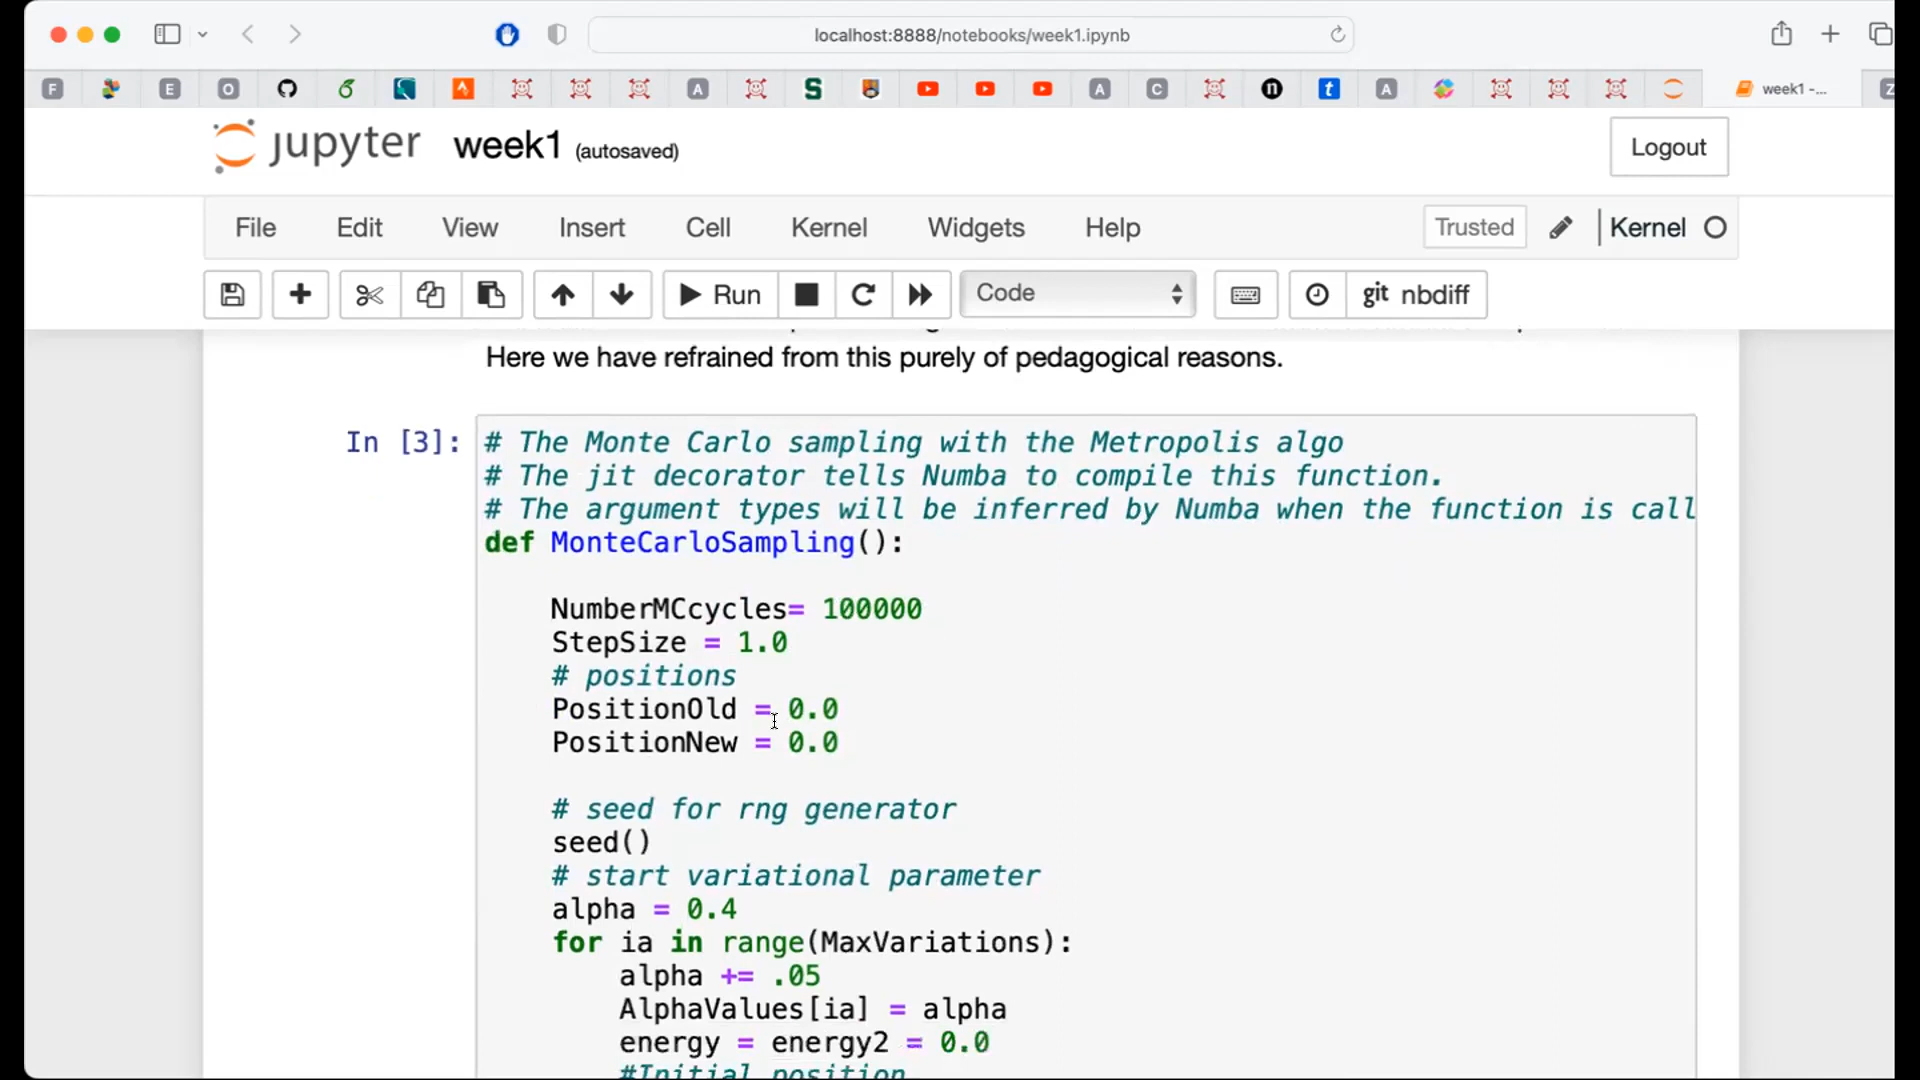 localhost:8888/notebooks/week1.ipynb
F E O A S A C n t A week1 -... Z
jupyter week1 (autosaved) Logout
File Edit View Insert Cell Kernel Widgets Help Trusted Kernel
Run Code git nbdiff
Here we have refrained from this purely of pedagogical reasons.
In [3]:
# The Monte Carlo sampling with the Metropolis algo
# The jit decorator tells Numba to compile this function.
# The argument types will be inferred by Numba when the function is call
def MonteCarloSampling():
NumberMCcycles= 100000
StepSize = 1.0
# positions
PositionOld = 0.0
PositionNew = 0.0
# seed for rng generator
seed()
# start variational parameter
alpha = 0.4
for ia in range(MaxVariations):
alpha += .05
AlphaValues[ia] = alpha
energy = energy2 = 0.0
#Initial position